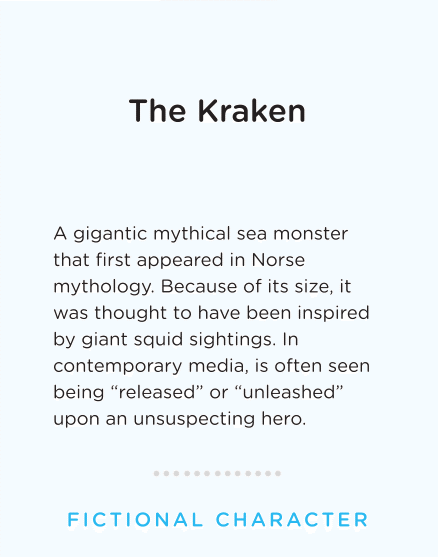 The Kraken
A gigantic mythical sea monster
that first appeared in Norse
mythology. Because of its size, it
was thought to have been inspired
by giant squid sightings. In
contemporary media, is often seen
being “released” or “unleashed”
upon an unsuspecting hero.
FICTIONAL CHARACTER